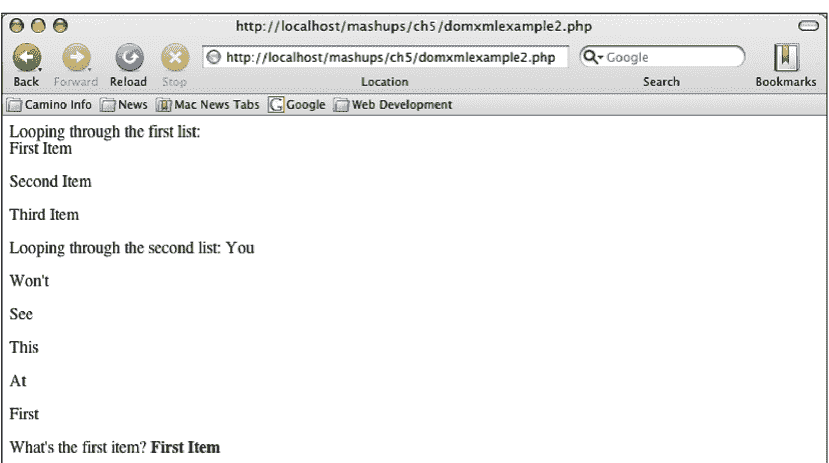 http://localhost/mashups/ch5/domxmlexample2.php
http://localhost/mashups/ch5/domxmlexample2.php
Google
Back Forward Reload Stop Location Search Bookmarks
Camino Info News Mac News Tabs G Google Web Development
Looping through the first list:
First Item
Second Item
Third Item
Looping through the second list: You
Won't
See
This
At
First
What's the first item? First Item